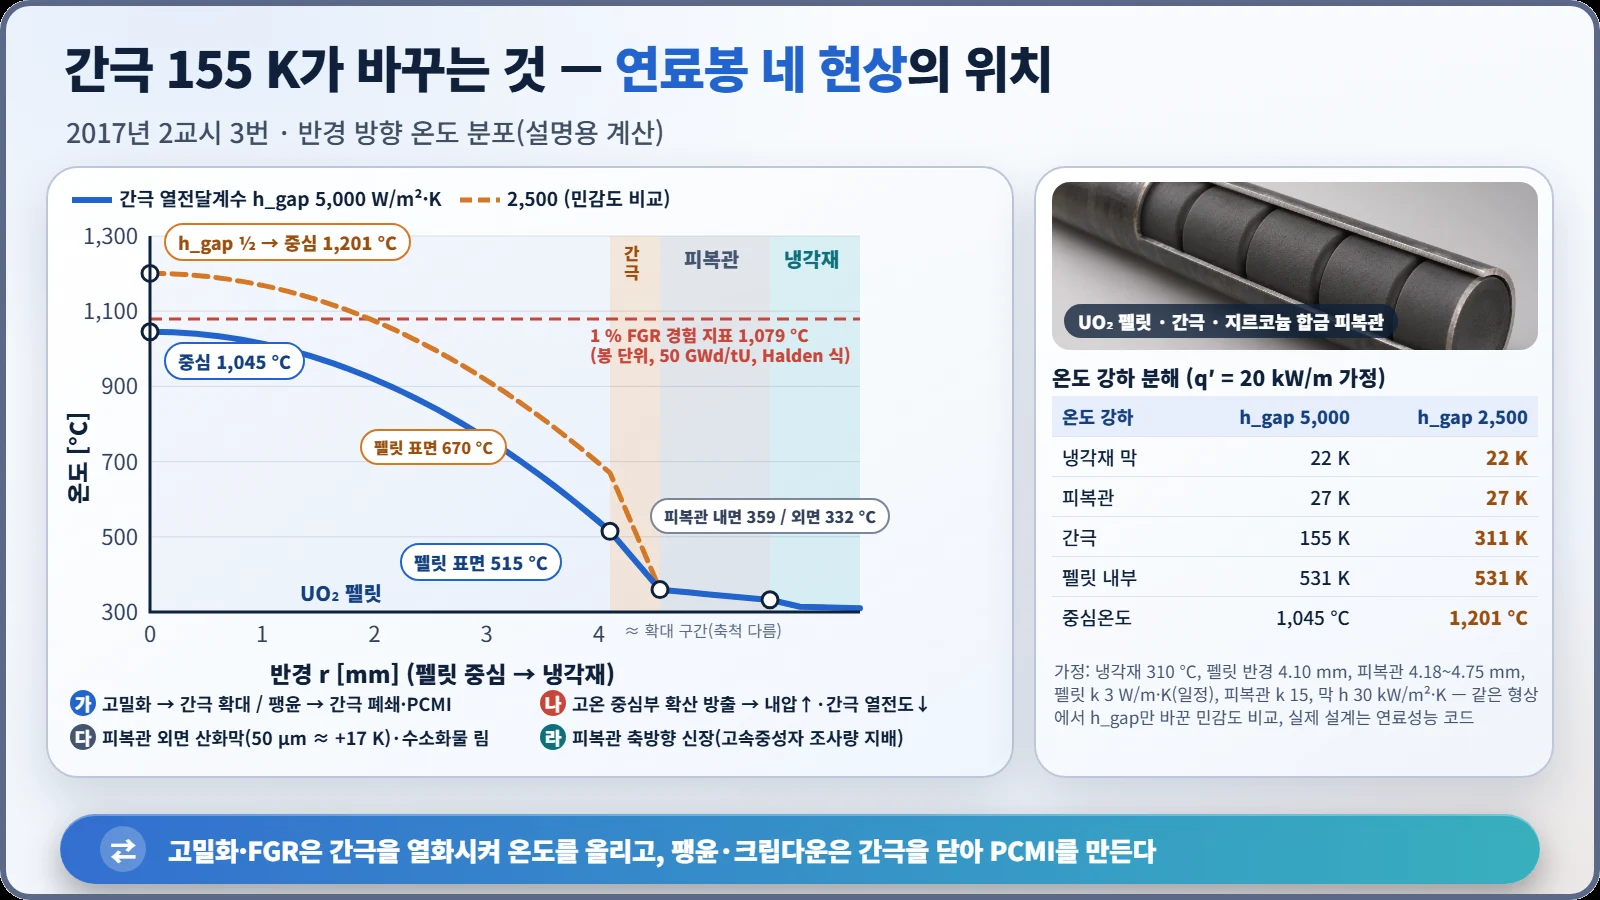 간극 155 K가 바꾸는 것 — 연료봉 네 현상의 위치
2017년 2교시 3번 · 반경 방향 온도 분포(설명용 계산)
간극 열전달계수 h_gap 5,000 W/m²·K
2,500 (민감도 비교)
1,300
1,100
900
700
500
300
온도 [°C]
h_gap ½ → 중심 1,201 °C
중심 1,045 °C
간극
피복관
냉각재
1 % FGR 경험 지표 1,079 °C
(봉 단위, 50 GWd/tU, Halden 식)
펠릿 표면 670 °C
피복관 내면 359 / 외면 332 °C
펠릿 표면 515 °C
UO₂ 펠릿
0 1 2 3 4
≈ 확대 구간(축척 다름)
반경 r [mm] (펠릿 중심 → 냉각재)
가 고밀화 → 간극 확대 / 팽윤 → 간극 폐쇄·PCMI
나 고온 중심부 확산 방출 → 내압↑·간극 열전도↓
다 피복관 외면 산화막(50 µm ≈ +17 K)·수소화물 림
라 피복관 축방향 신장(고속중성자 조사량 지배)
UO₂ 펠릿 · 간극 · 지르코늄 합금 피복관
온도 강하 분해 (q′ = 20 kW/m 가정)
온도 강하 h_gap 5,000 h_gap 2,500
냉각재 막 22 K 22 K
피복관 27 K 27 K
간극 155 K 311 K
펠릿 내부 531 K 531 K
중심온도 1,045 °C 1,201 °C
가정: 냉각재 310 °C, 펠릿 반경 4.10 mm, 피복관 4.18~4.75 mm,
펠릿 k 3 W/m·K(일정), 피복관 k 15, 막 h 30 kW/m²·K — 같은 형상
에서 h_gap만 바꾼 민감도 비교, 실제 설계는 연료성능 코드
고밀화·FGR은 간극을 열화시켜 온도를 올리고, 팽윤·크립다운은 간극을 닫아 PCMI를 만든다